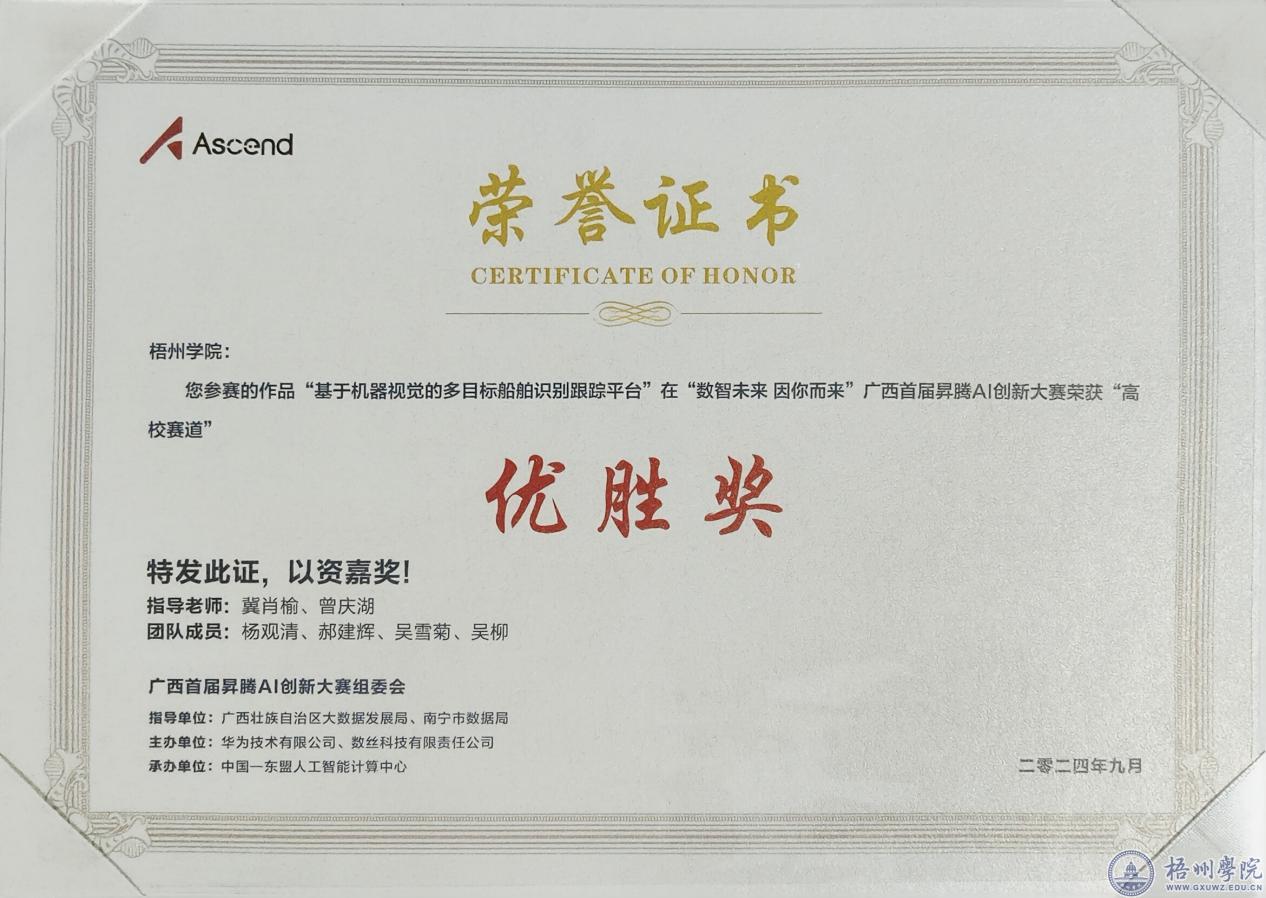 Ascend
荣誉证书
CERTIFICATE OF HONOR
梧州学院：
您参赛的作品“基于机器视觉的多目标船舶识别跟踪平台”在“数智未来 因你而来”广西首届昇腾AI创新大赛荣获“高
校赛道”
优胜奖
特发此证，以资嘉奖!
指导老师：冀肖榆、曾庆湖
团队成员：杨观清、郝建辉、吴雪菊、吴柳
广西首届昇腾AI创新大赛组委会
指导单位：广西壮族自治区大数据发展局、南宁市数据局
主办单位：华为技术有限公司、数丝科技有限责任公司
承办单位：中国—东盟人工智能计算中心
二零二四年九月
梧州學院
WWW.GXUWZ.EDU.CN